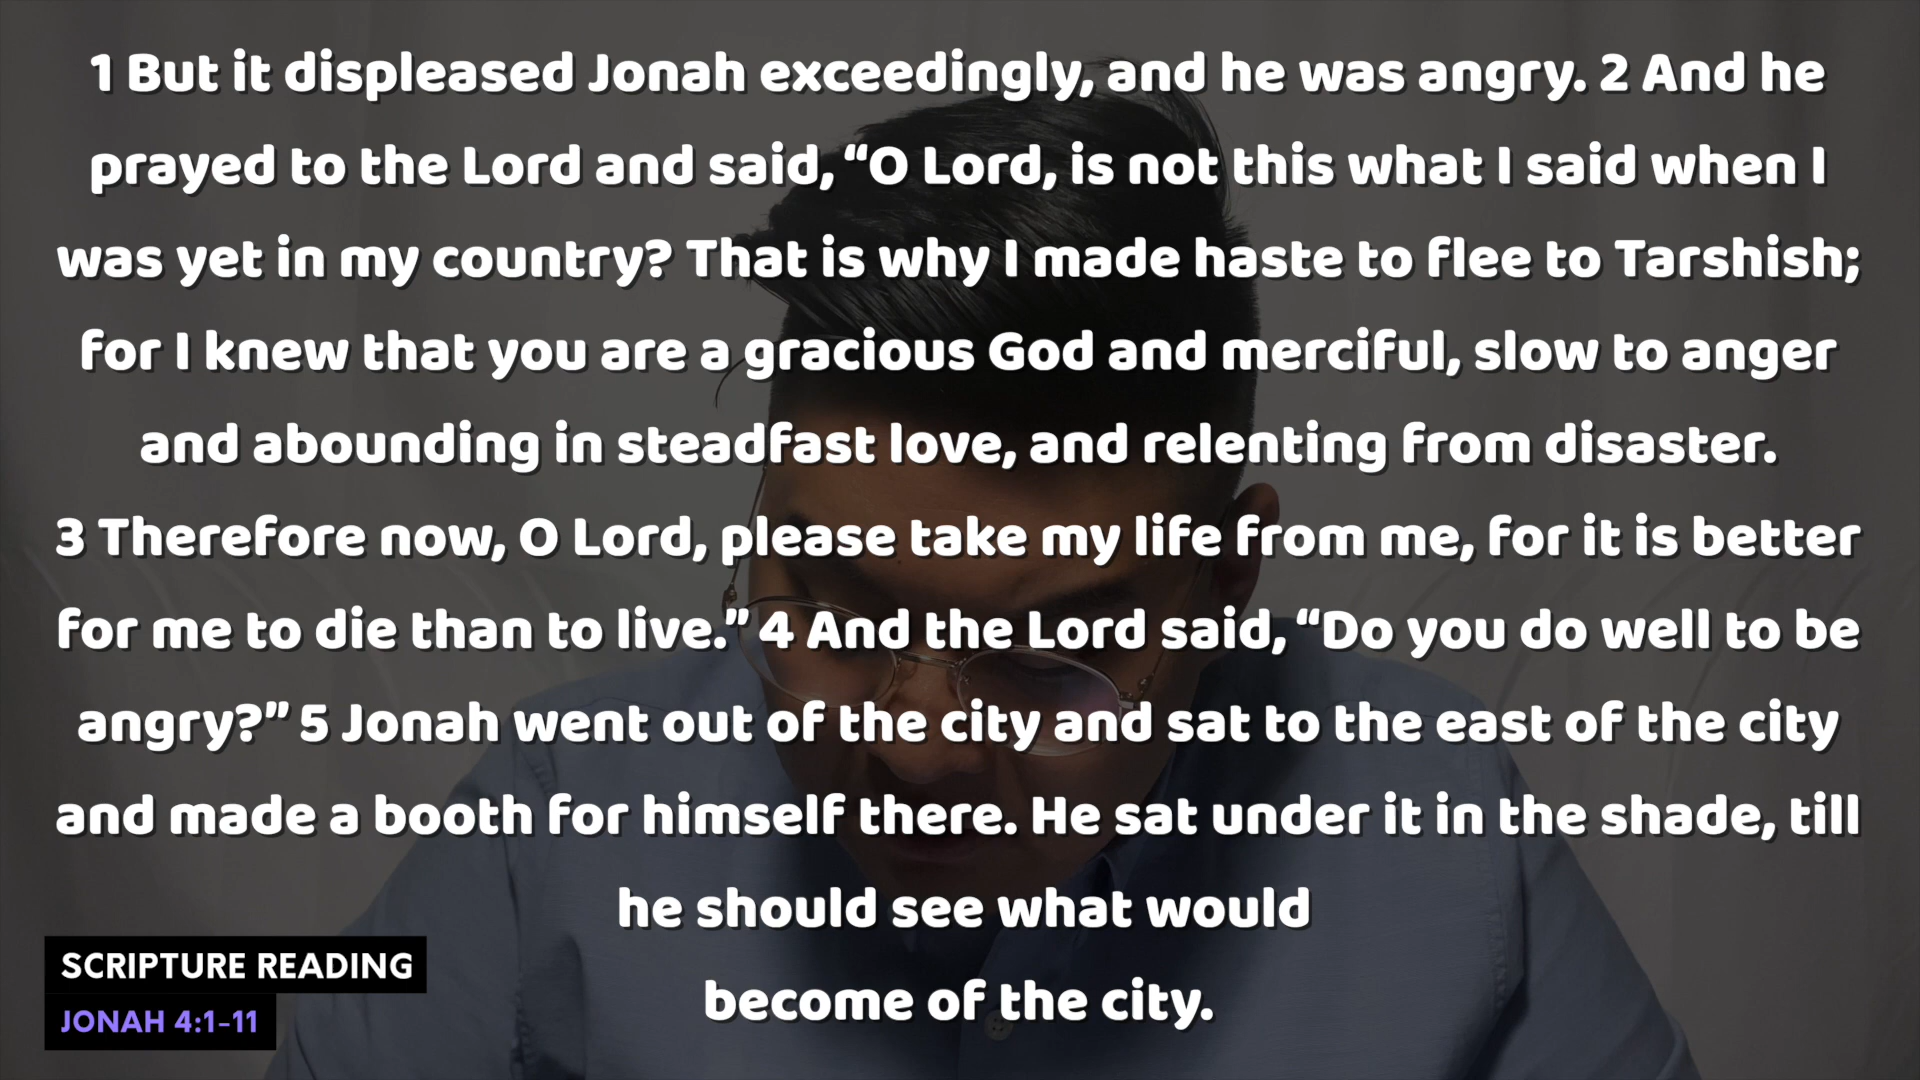 1 But it displeased Jonah exceedingly, and he was angry. 2 And he
prayed to the Lord and said, “O Lord, is not this what I said when I
was yet in my country? That is why I made haste to flee to Tarshish;
for I knew that you are a gracious God and merciful, slow to anger
and abounding in steadfast love, and relenting from disaster.
3 Therefore now, O Lord, please take my life from me, for it is better
for me to die than to live.” 4 And the Lord said, “Do you do well to be
angry?” 5 Jonah went out of the city and sat to the east of the city
and made a booth for himself there. He sat under it in the shade, till
he should see what would
become of the city.
SCRIPTURE READING
JONAH 4:1-11